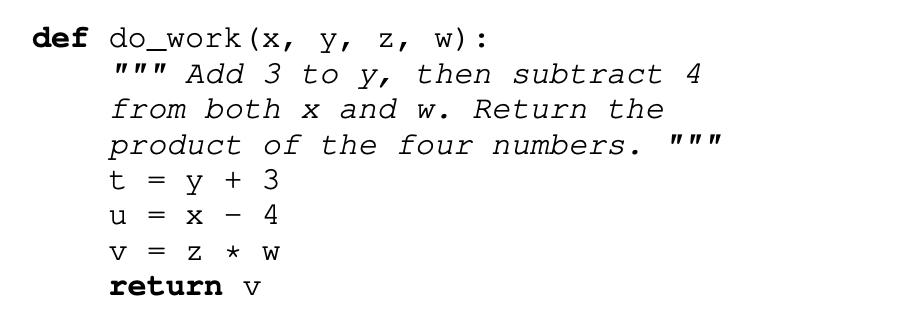 def do_work(x, y, z, w):
    """ Add 3 to y, then subtract 4
    from both x and w. Return the
    product of the four numbers. """
    t = y + 3
    u = x - 4
    v = z * w
    return v